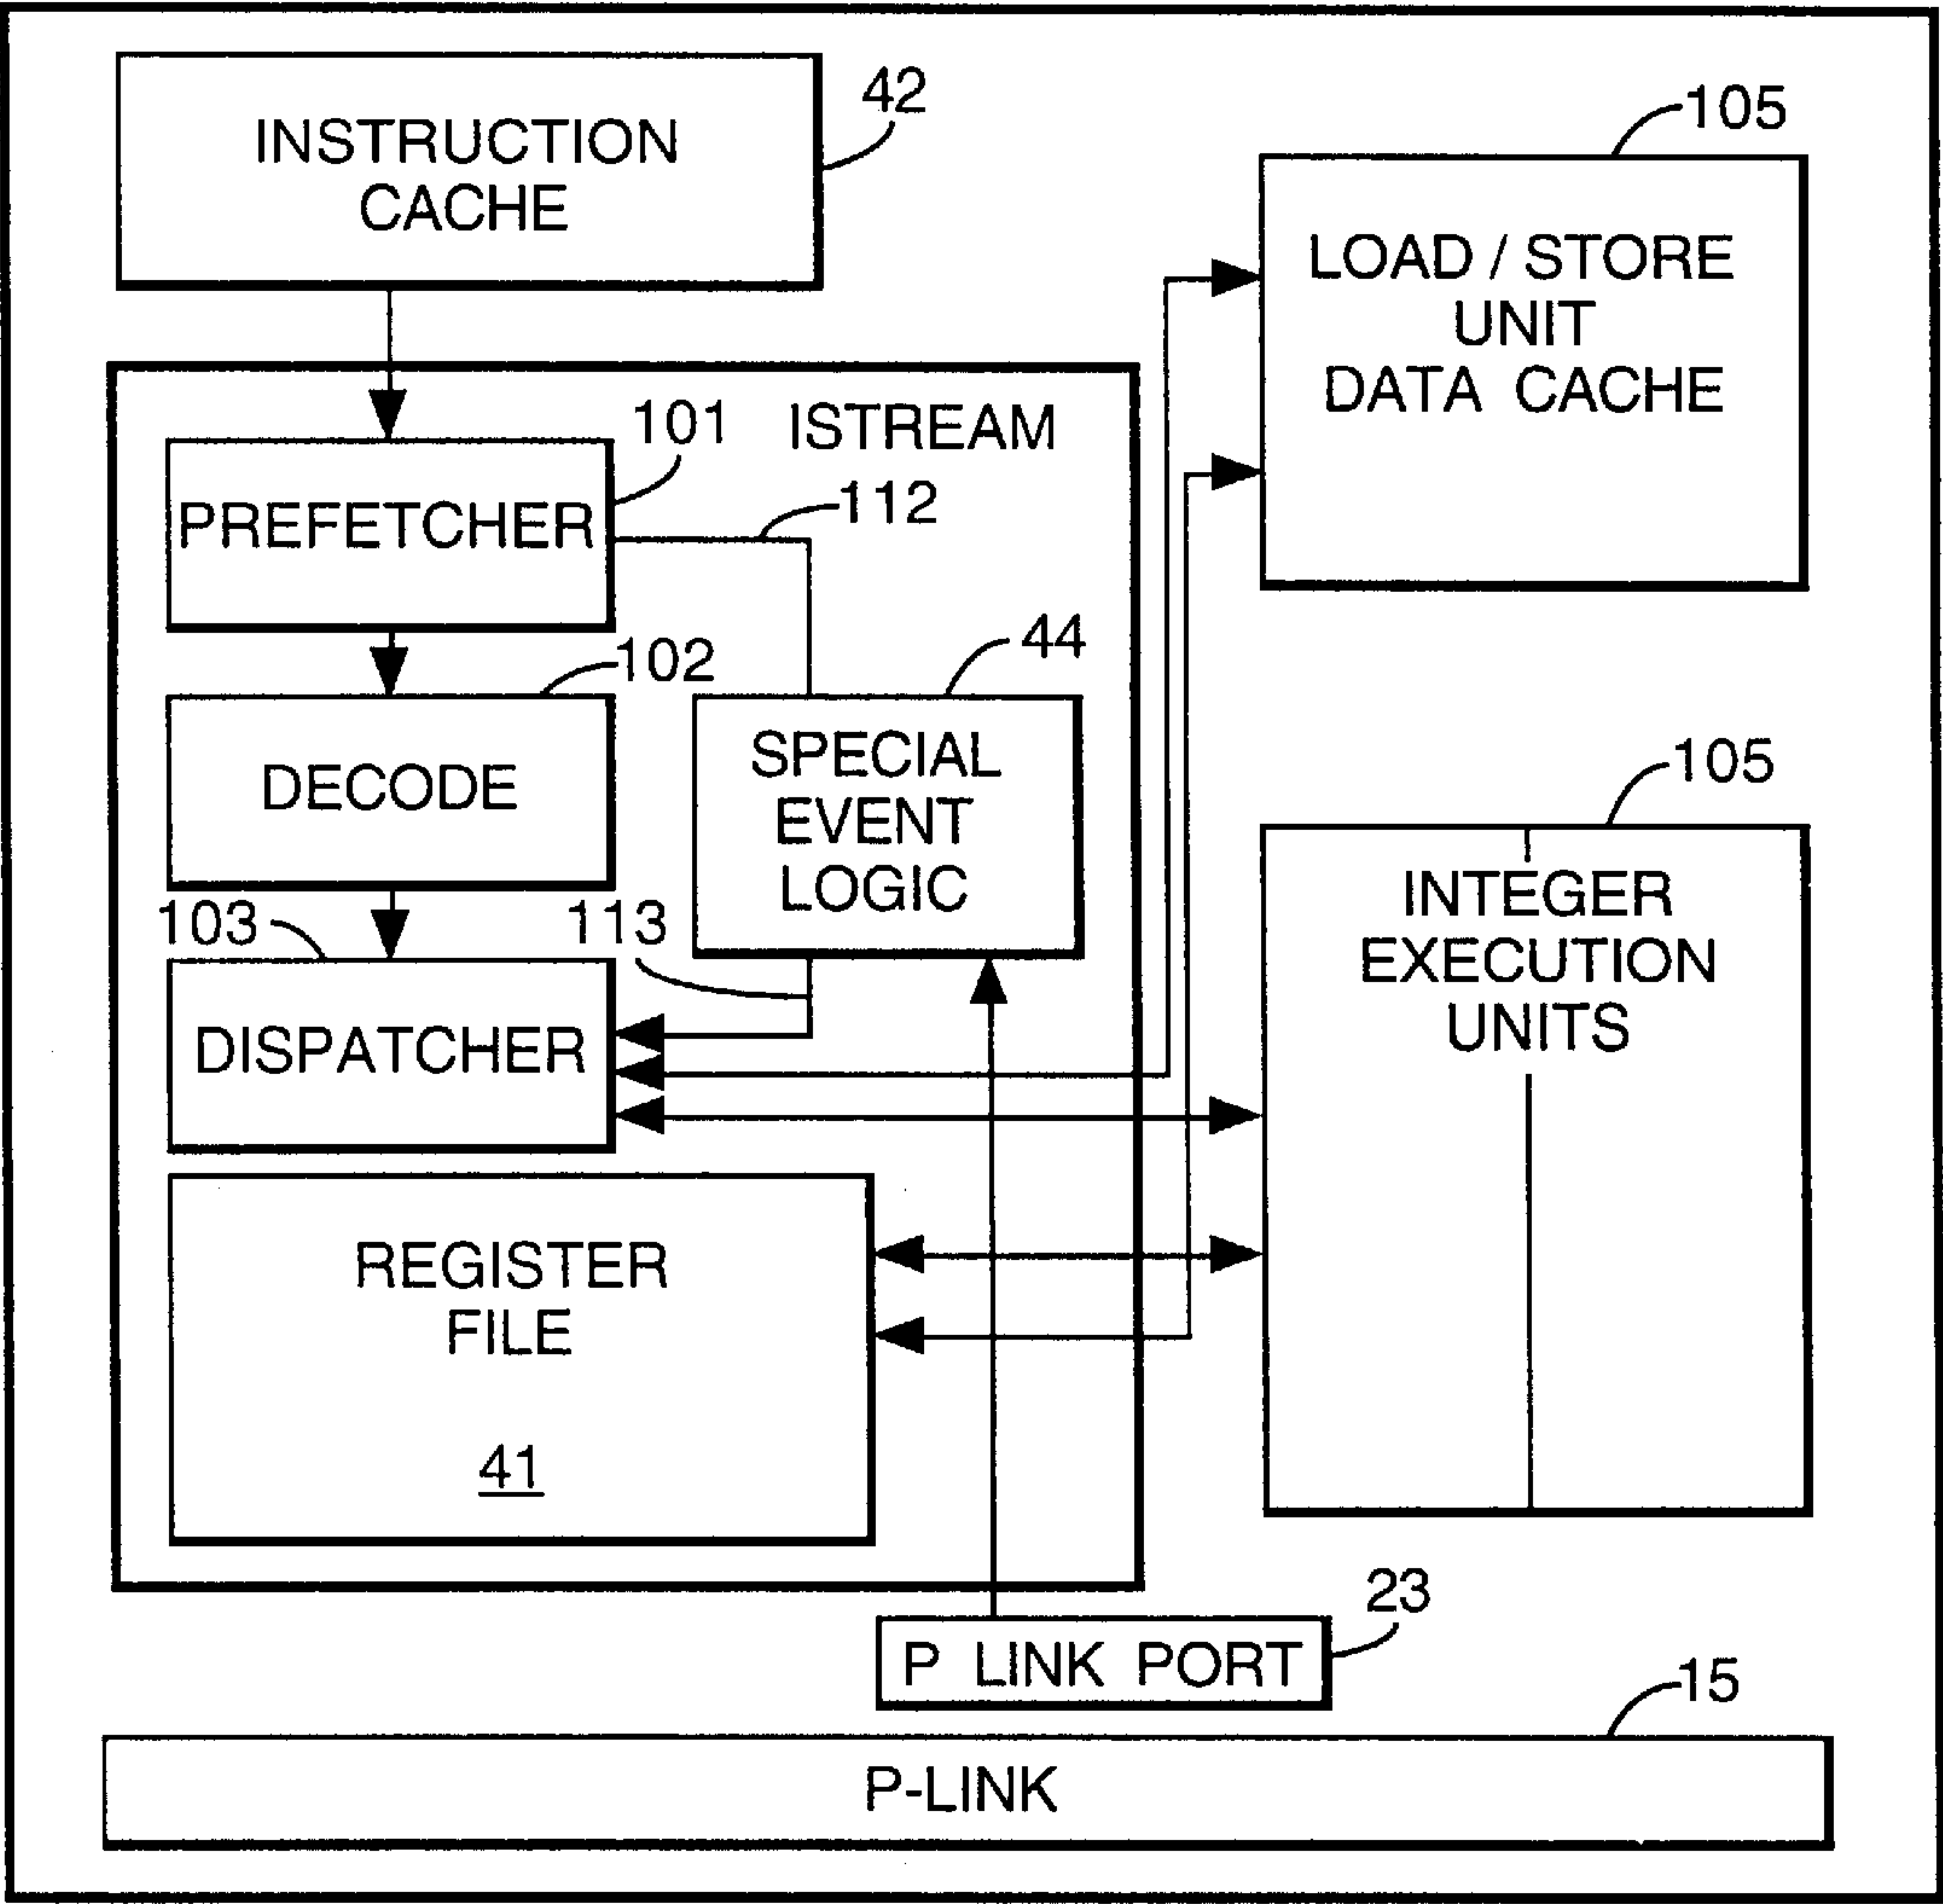 INSTRUCTION
CACHE
42
105
LOAD / STORE
UNIT
DATA CACHE
ISTREAM
101
PREFETCHER
112
102
44
DECODE
SPECIAL
EVENT
LOGIC
105
INTEGER
EXECUTION
UNITS
103
113
DISPATCHER
REGISTER
FILE
41
23
P LINK PORT
15
P-LINK